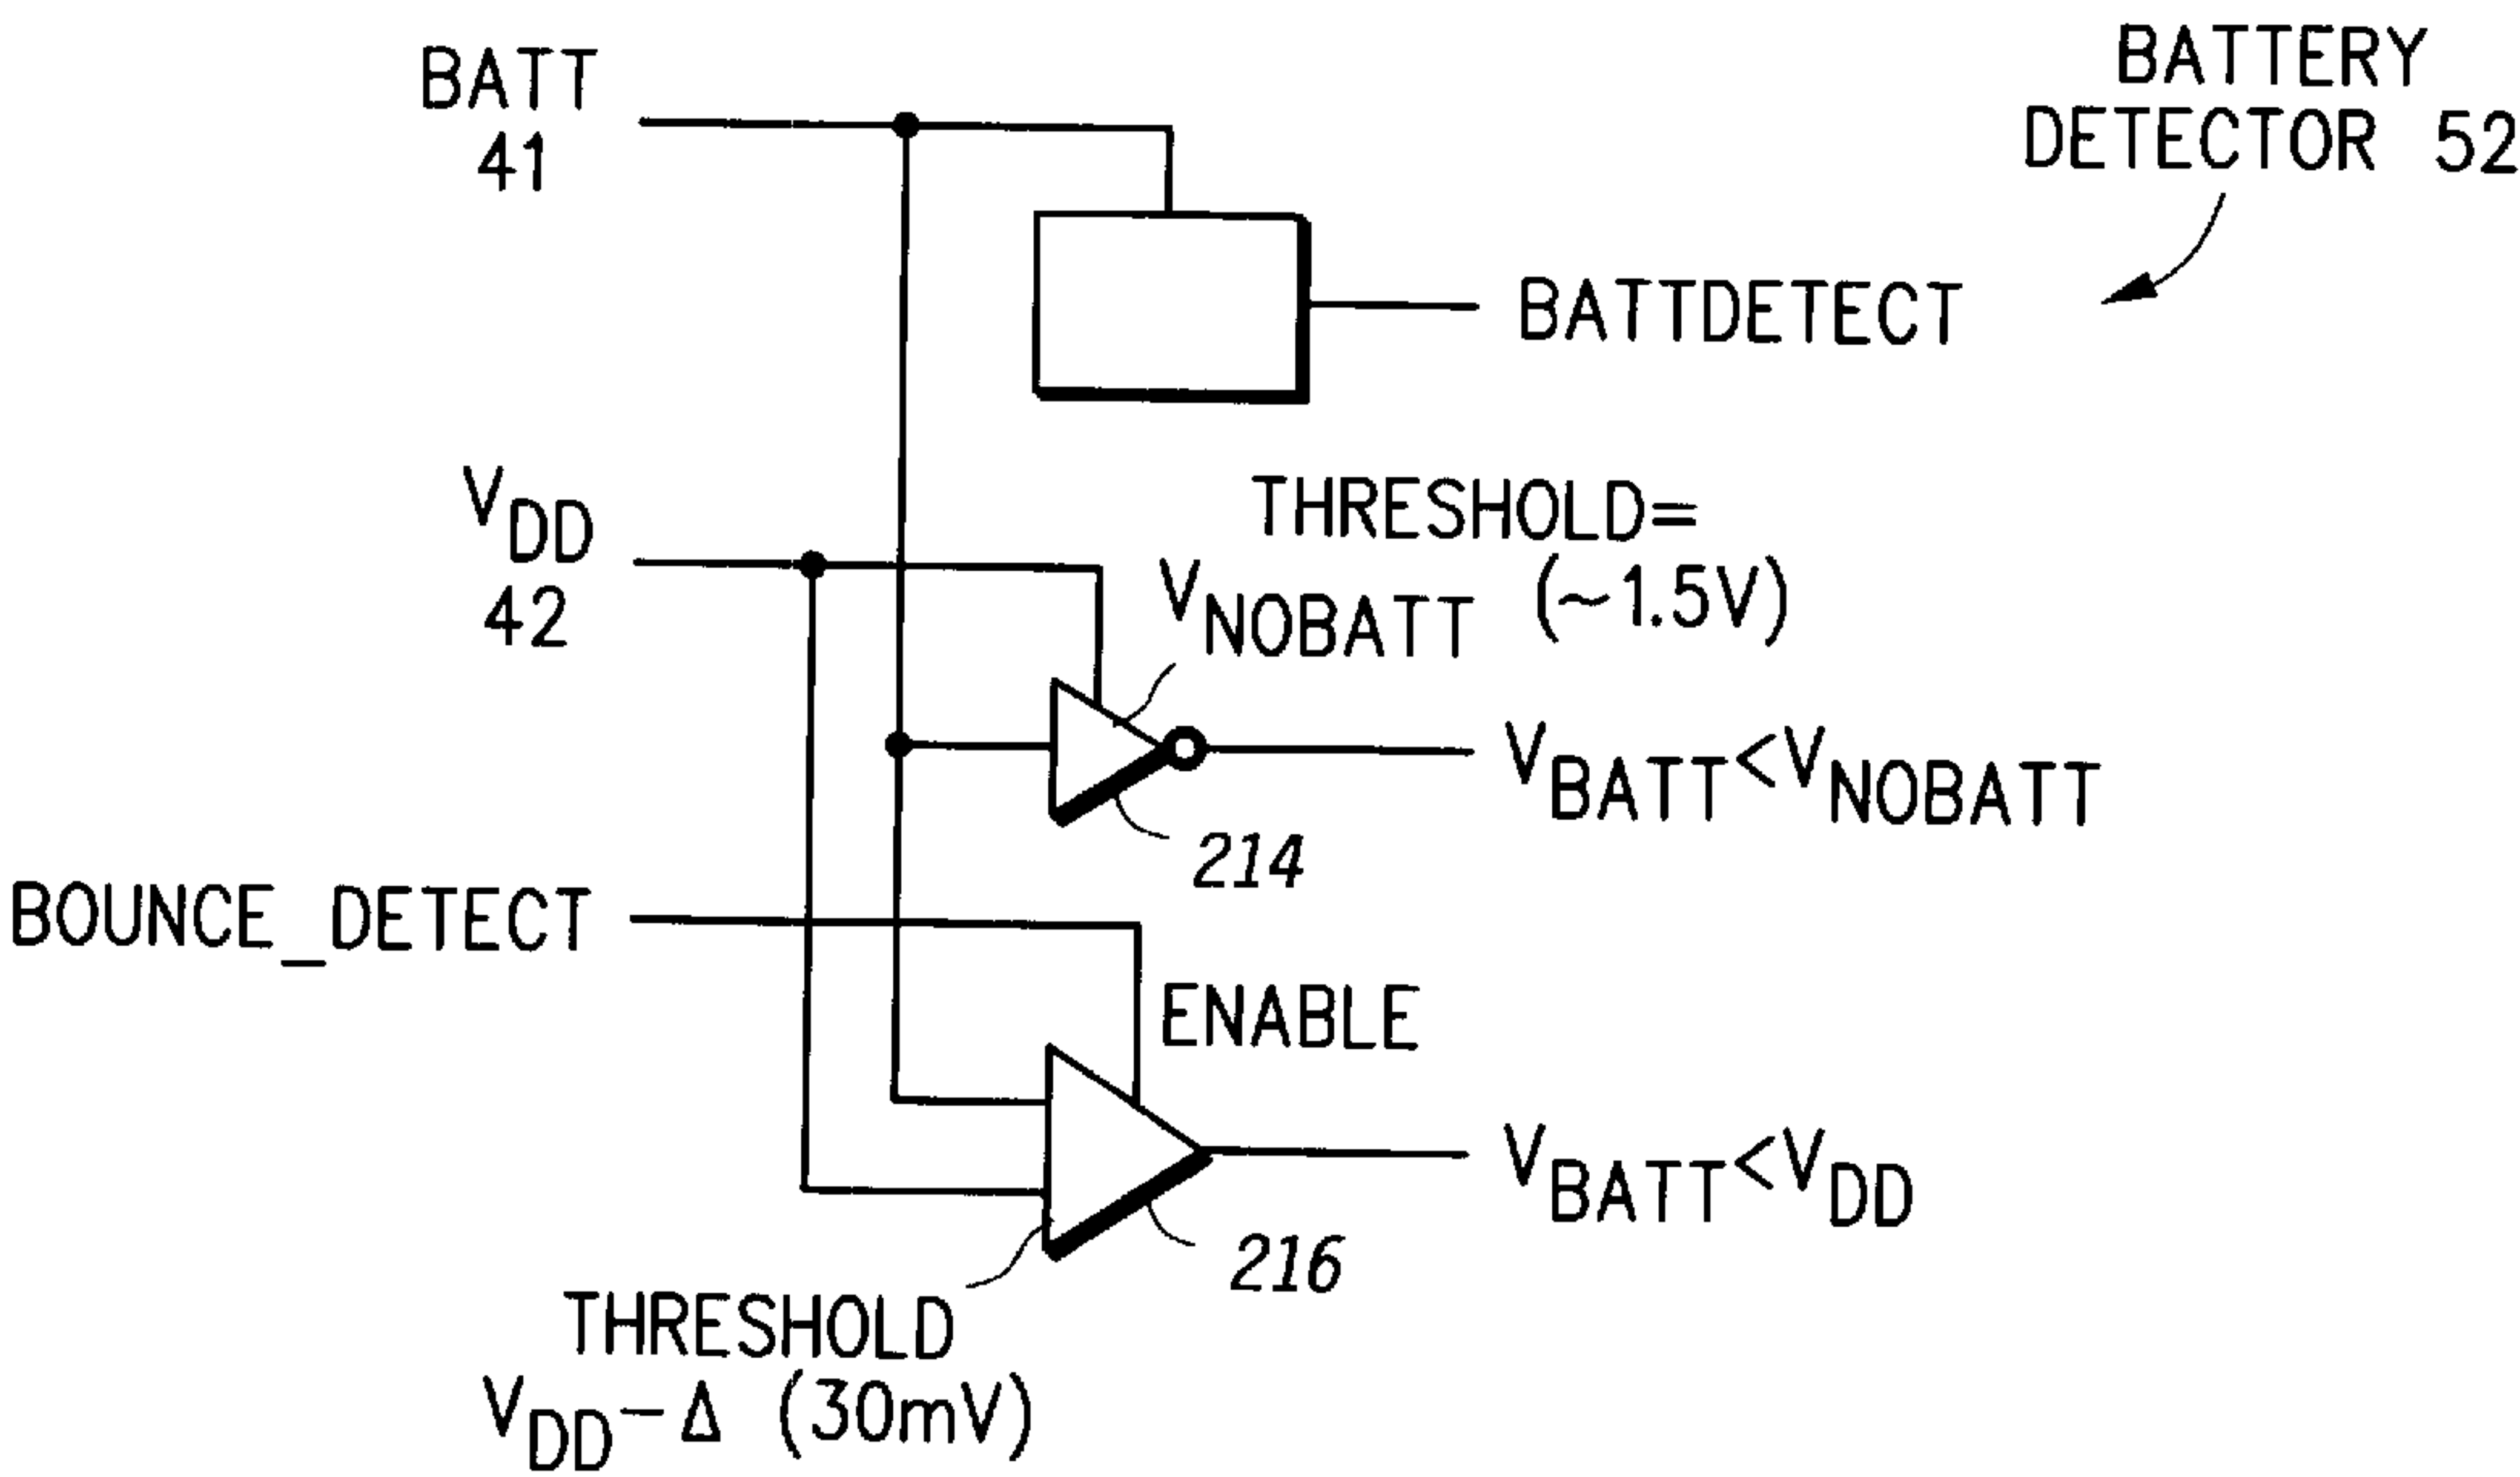 BATT
41
BATTERY
DETECTOR 52
BATTDETECT
VDD
42
THRESHOLD=
VNOBATT (~1.5V)
VBATT<VNOBATT
214
BOUNCE_DETECT
ENABLE
VBATT<VDD
216
THRESHOLD
VDD−Δ (30mV)